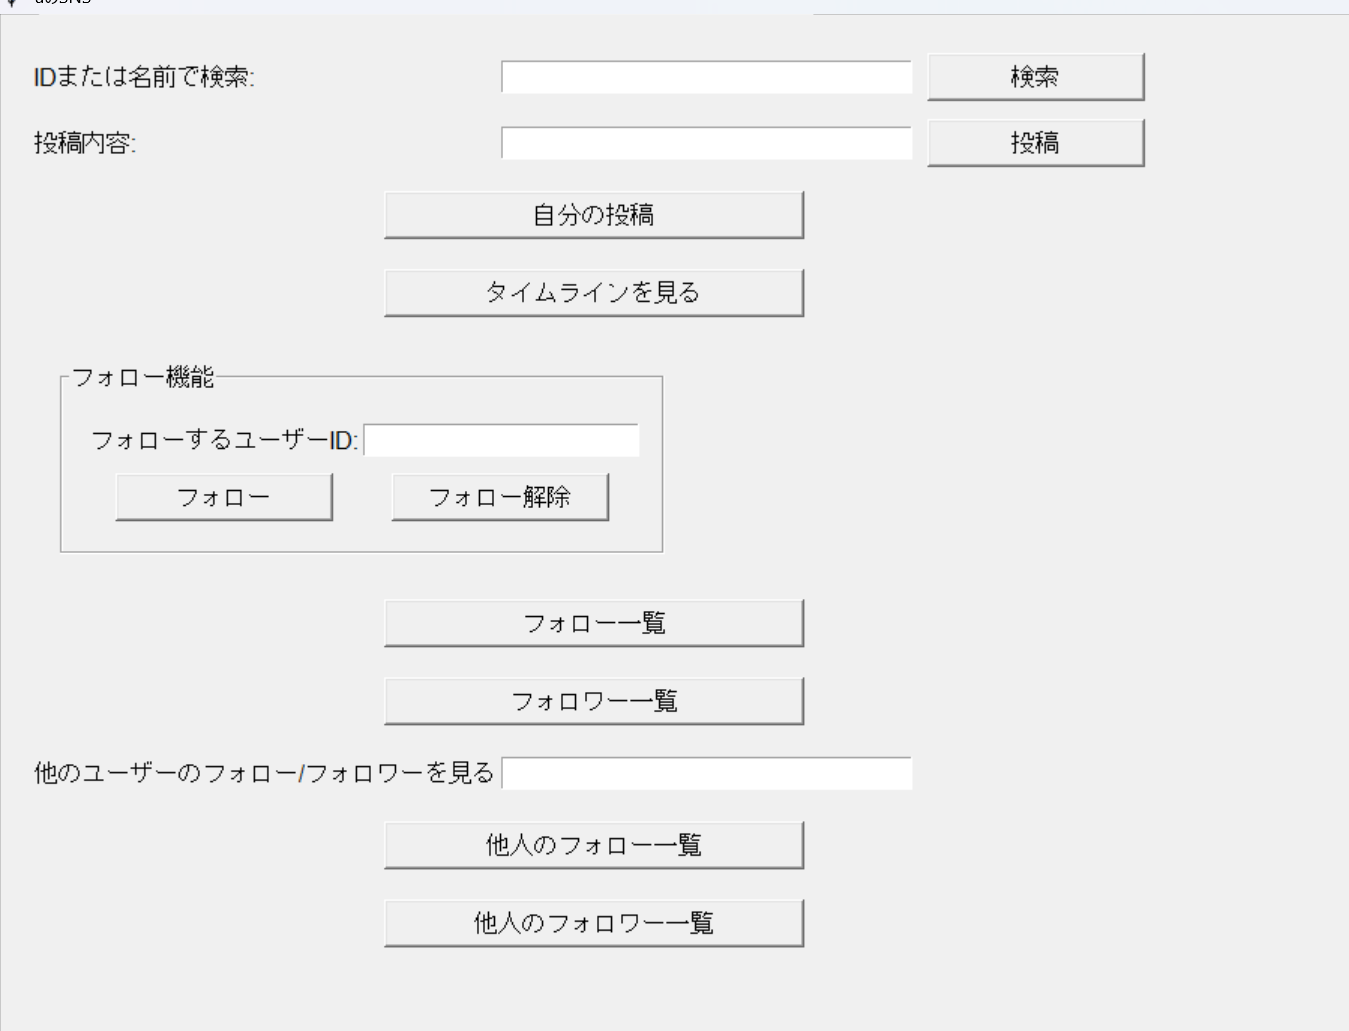 IDまたは名前で検索:
検索
投稿内容:
投稿
自分の投稿
タイムラインを見る
フォロー機能
フォローするユーザーID:
フォロー
フォロー解除
フォロー一覧
フォロワー一覧
他のユーザーのフォロー/フォロワーを見る
他人のフォロー一覧
他人のフォロワー一覧